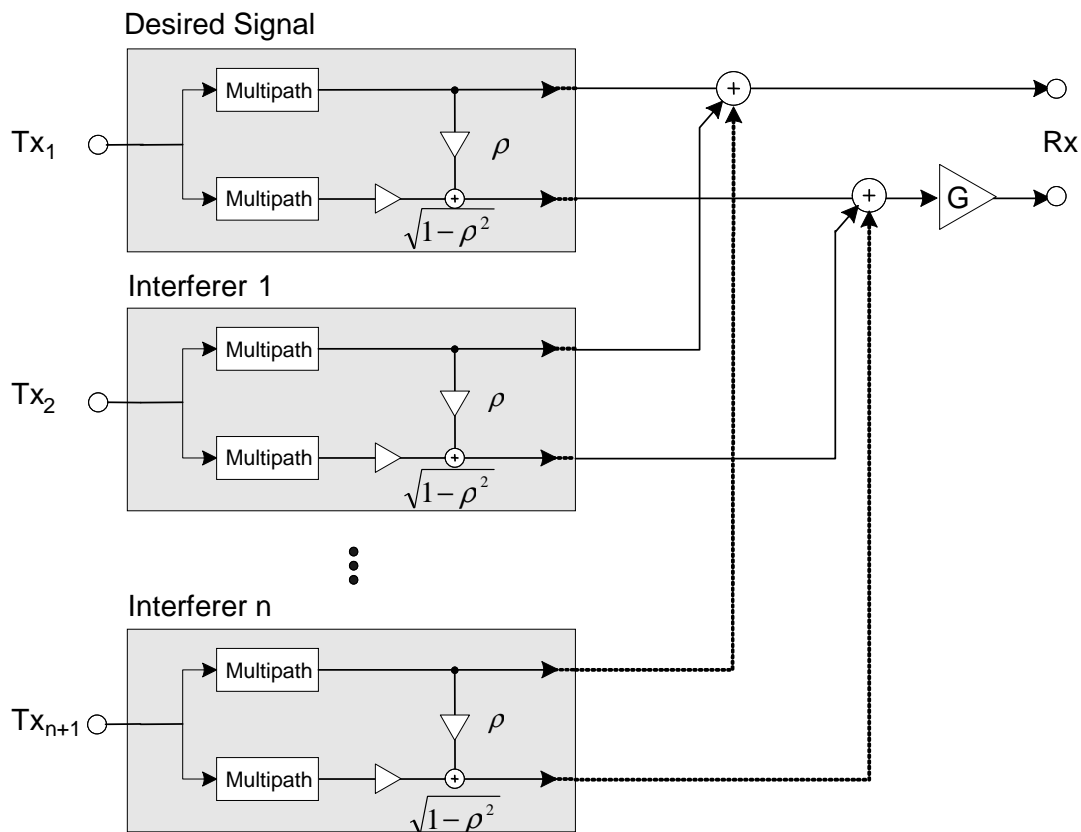 Desired Signal
Multipath
Tx1
ρ
Rx
Multipath
√1−ρ²
G
Interferer 1
Multipath
Tx2
ρ
Multipath
√1−ρ²
Interferer n
Multipath
Txn+1
ρ
Multipath
√1−ρ²